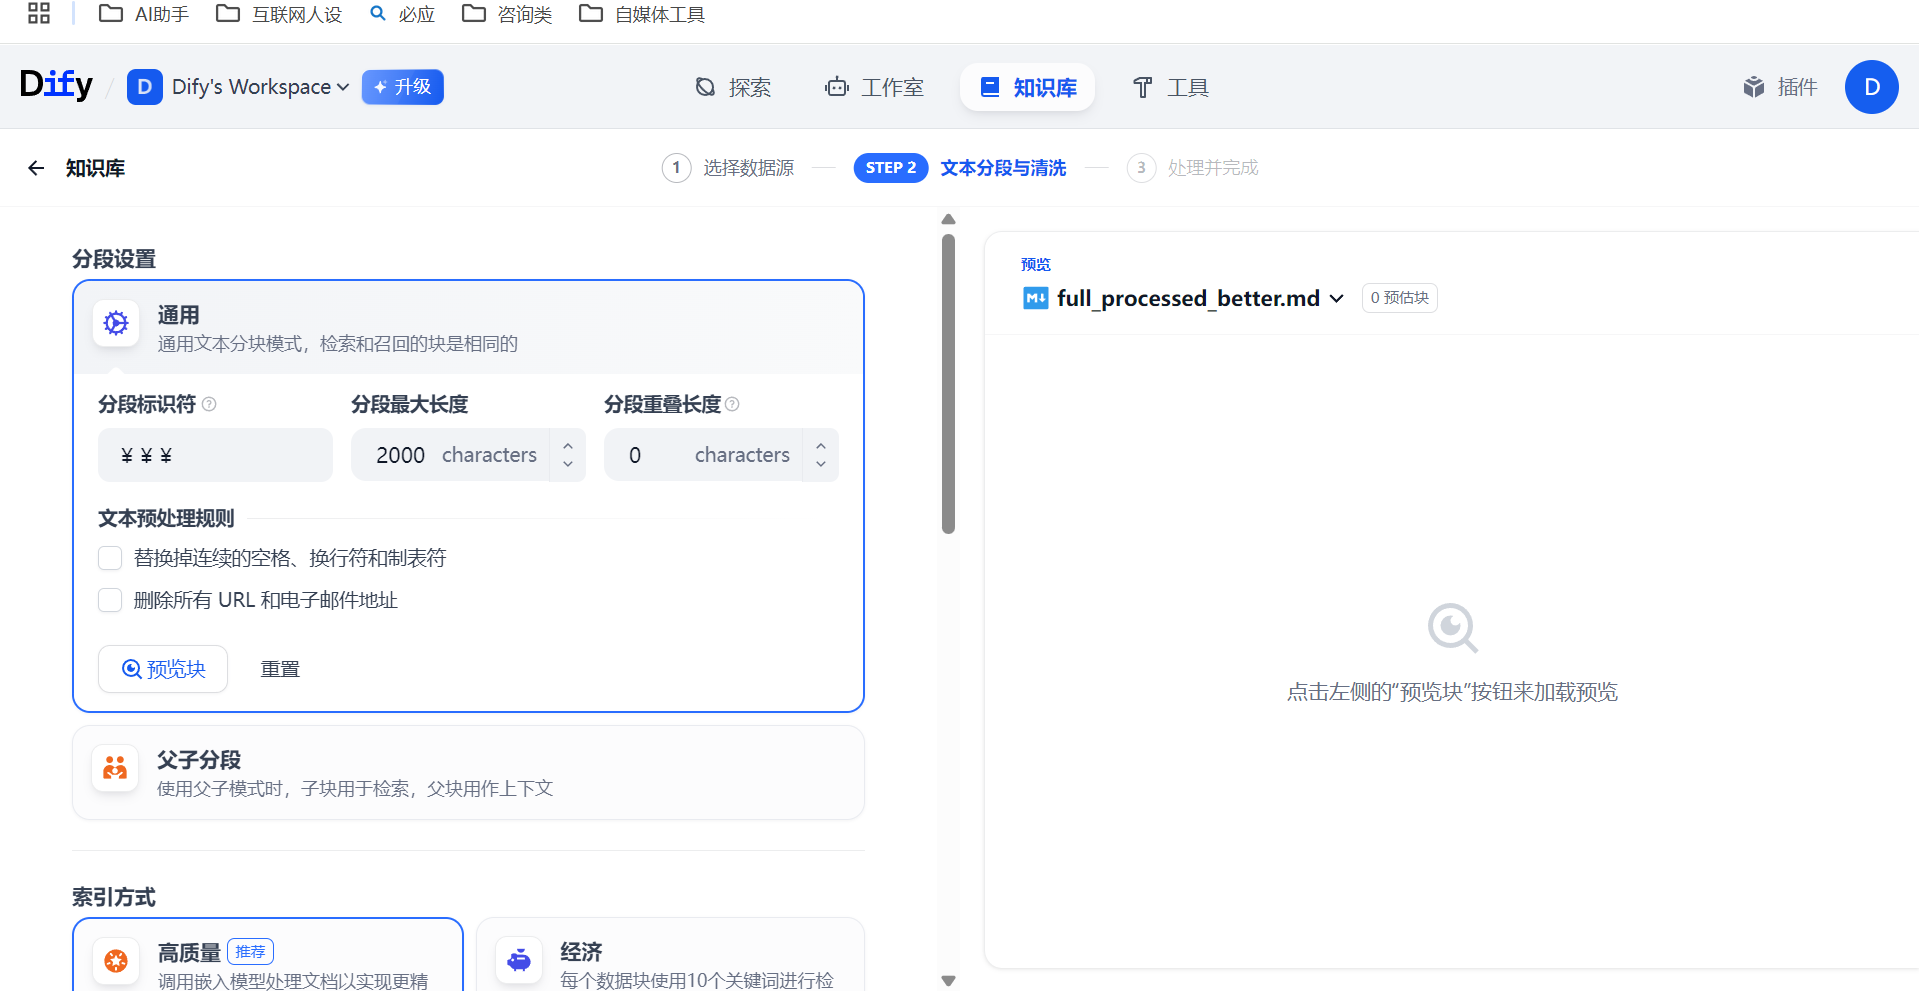 AI助手 互联网人设 必应 咨询类 自媒体工具
Dify / D Dify's Workspace 升级 探索 工作室 知识库 工具 插件 D
知识库 1 选择数据源 STEP 2 文本分段与清洗 3 处理并完成
分段设置
通用
通用文本分块模式，检索和召回的块是相同的
分段标识符 分段最大长度 分段重叠长度
¥ ¥ ¥ 2000 characters 0 characters
文本预处理规则
替换掉连续的空格、换行符和制表符
删除所有 URL 和电子邮件地址
预览块 重置
父子分段
使用父子模式时，子块用于检索，父块用作上下文
索引方式
高质量 推荐
调用嵌入模型处理文档以实现更精
经济
每个数据块使用10个关键词进行检
预览
full_processed_better.md 0 预估块
点击左侧的“预览块”按钮来加载预览